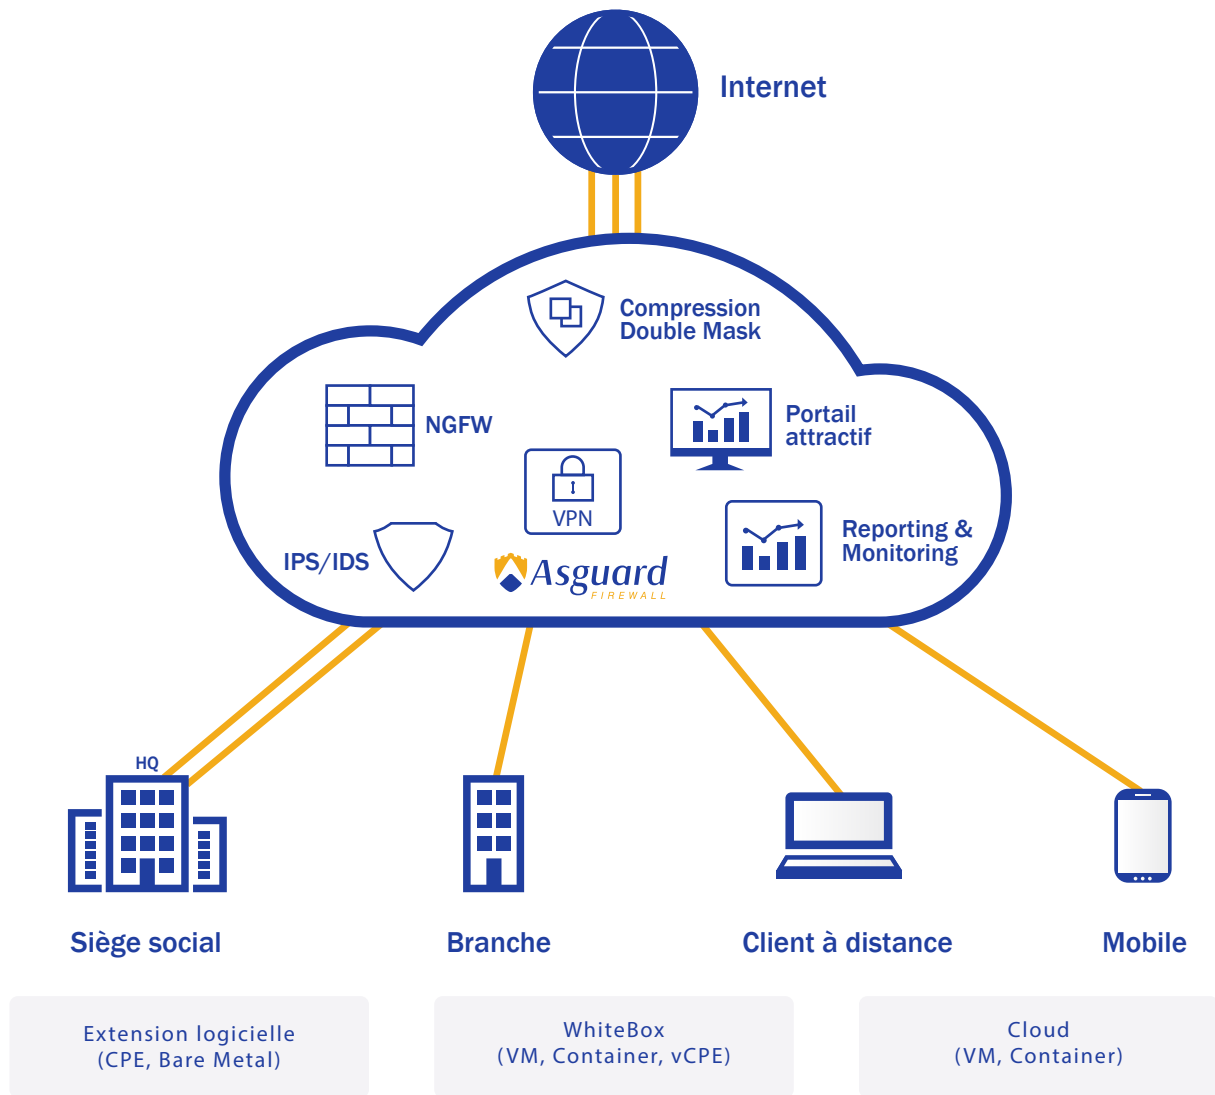 Internet
Compression
Double Mask
NGFW
Portail
attractif
VPN
IPS/IDS
Asguard
FIREWALL
Reporting &
Monitoring
HQ
Siège social
Branche
Client à distance
Mobile
Extension logicielle
(CPE, Bare Metal)
WhiteBox
(VM, Container, vCPE)
Cloud
(VM, Container)